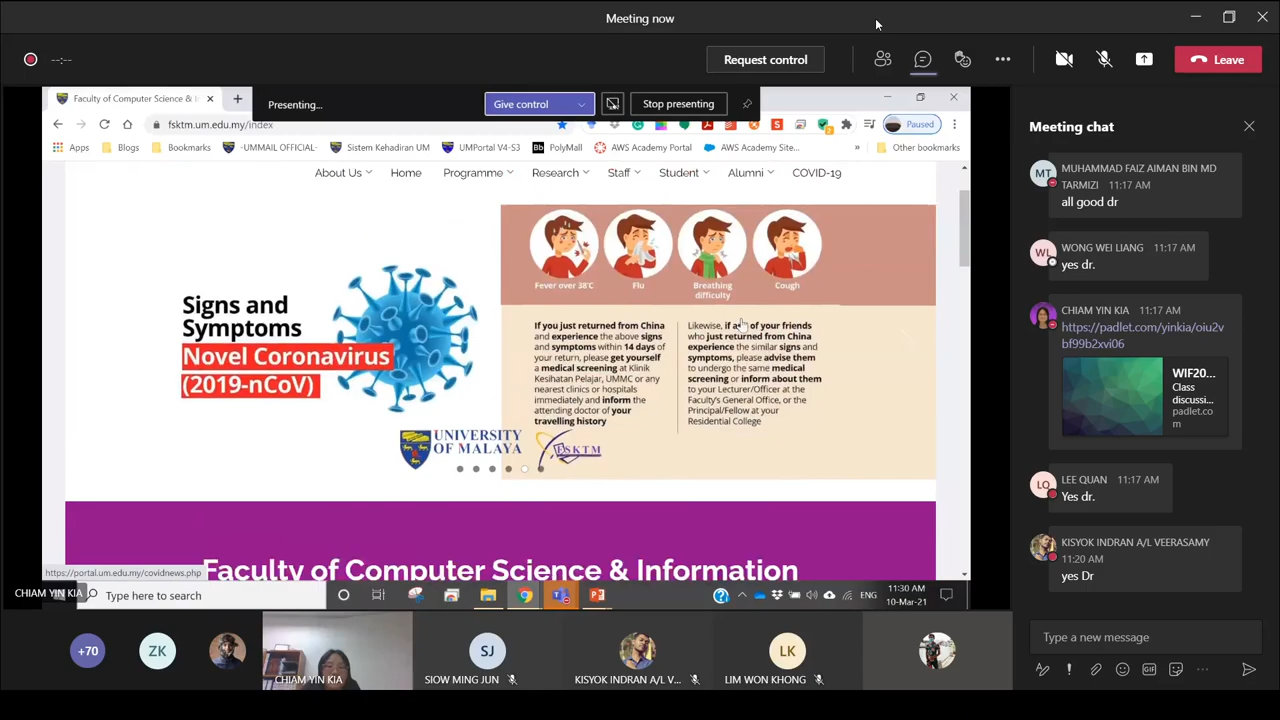 Meeting now
--:--
Request control
Leave
Faculty of Computer Science & I
Presenting...
Give control
Stop presenting
fsktm.um.edu.my/index
Paused
Apps
Blogs
Bookmarks
-UMMAIL OFFICIAL-
Sistem Kehadiran UM
UMPortal V4-S3
Bb PolyMall
AWS Academy Portal
AWS Academy Site...
»
Other bookmarks
About Us
Home
Programme
Research
Staff
Student
Alumni
COVID-19
Fever over 38°C
Flu
Breathing
difficulty
Cough
Signs and
Symptoms
Novel Coronavirus
(2019-nCoV)
If you just returned from China
and experience the above signs
and symptoms within 14 days of
your return, please get yourself
a medical screening at Klinik
Kesihatan Pelajar, UMMC or any
nearest clinics or hospitals
immediately and inform the
attending doctor of your
travelling history
Likewise, if a of your friends
who just returned from China
experience the similar signs and
symptoms, please advise them
to undergo the same medical
screening or inform about them
to your Lecturer/Officer at the
Faculty's General Office, or the
Principal/Fellow at your
Residential College
UNIVERSITY
OF MALAYA
FSKTM
Faculty of Computer Science & Information
https://portal.um.edu.my/covidnews.php
CHIAM YIN KIA
Type here to search
ENG
11:30 AM
10-Mar-21
Meeting chat
MT
MUHAMMAD FAIZ AIMAN BIN MD
TARMIZI 11:17 AM
all good dr
WL
WONG WEI LIANG 11:17 AM
yes dr.
CHIAM YIN KIA 11:17 AM
https://padlet.com/yinkia/oiu2v
bf99b2xvi06
WIF20...
Class
discussi...
padlet.co
m
LQ
LEE QUAN 11:17 AM
Yes dr.
KISYOK INDRAN A/L VEERASAMY
11:20 AM
yes Dr
Type a new message
GIF
+70
ZK
CHIAM YIN KIA
SJ
SIOW MING JUN
KISYOK INDRAN A/L V...
LK
LIM WON KHONG